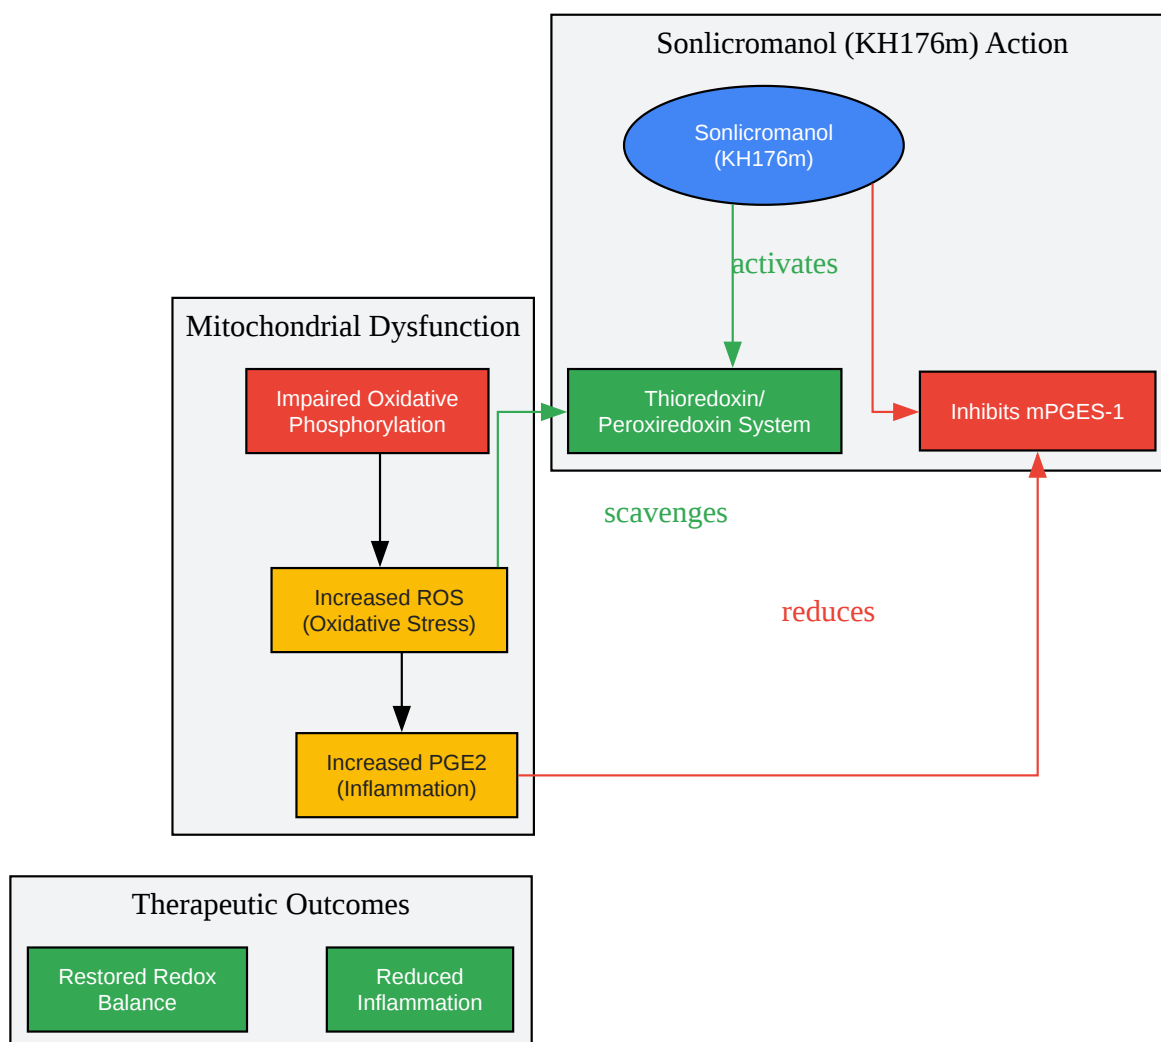 Sonlicromanol (KH176m) Action
Sonlicromanol
(KH176m)
activates
Mitochondrial Dysfunction
Impaired Oxidative
Phosphorylation
Thioredoxin/
Peroxiredoxin System
Inhibits mPGES-1
scavenges
Increased ROS
(Oxidative Stress)
reduces
Increased PGE2
(Inflammation)
Therapeutic Outcomes
Restored Redox
Balance
Reduced
Inflammation